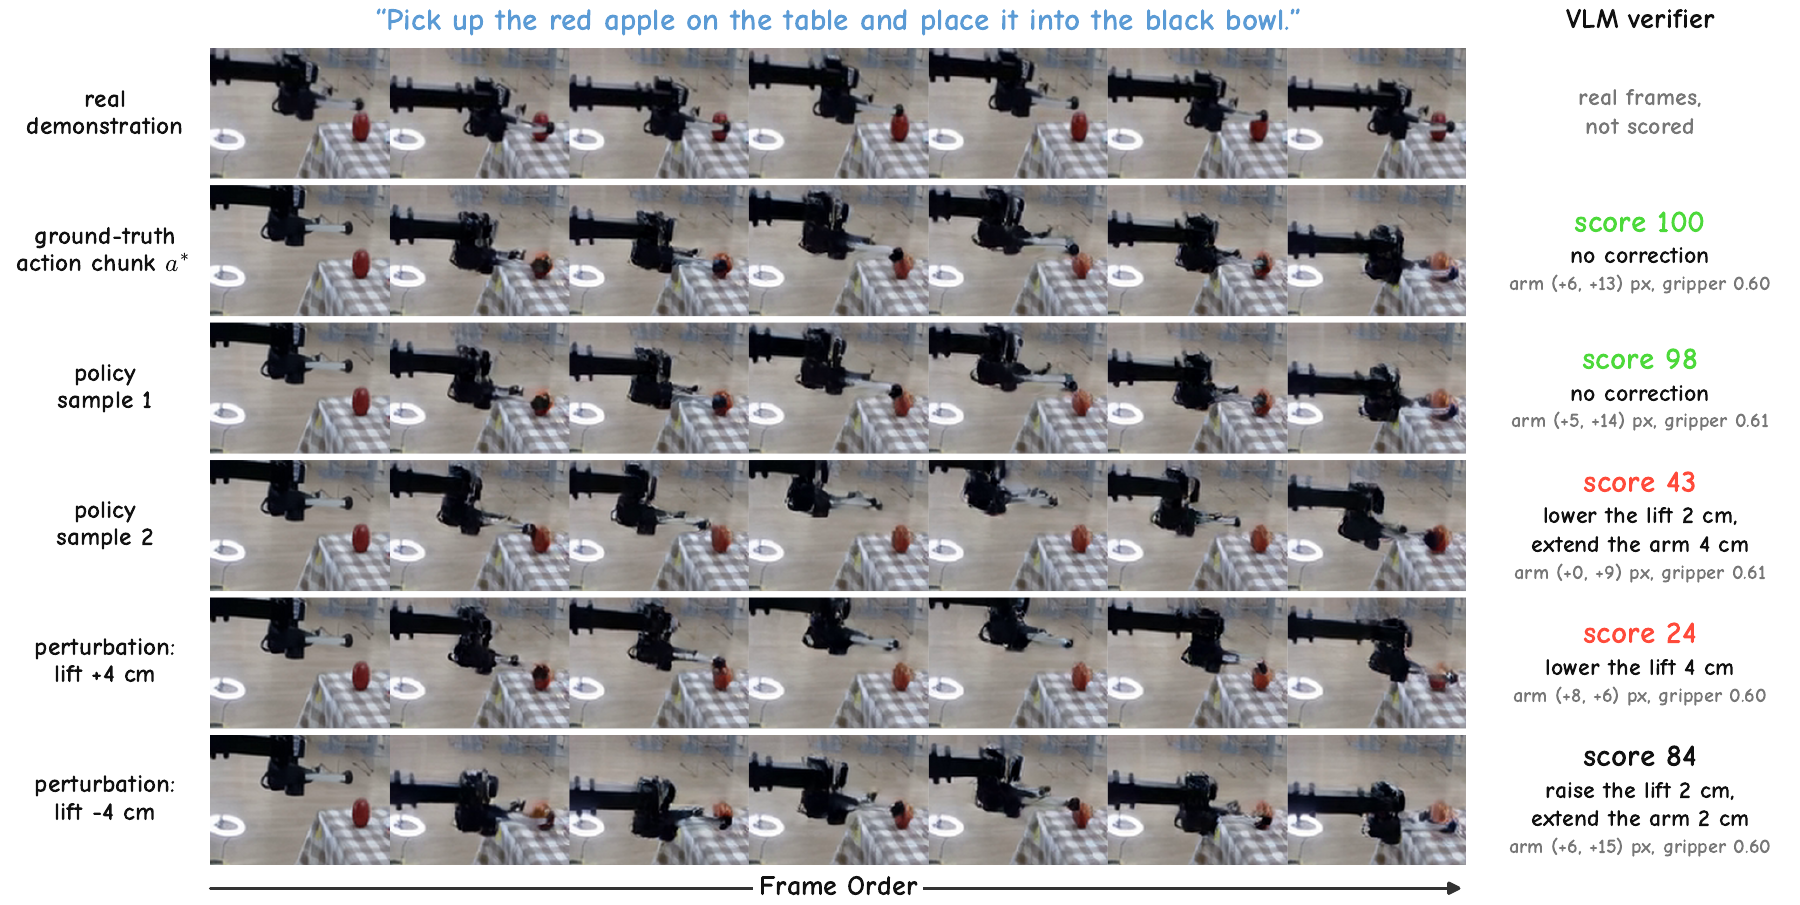 “Pick up the red apple on the table and place it into the black bowl.”
VLM verifier
real
demonstration
real frames,
not scored
ground-truth
action chunk a*
score 100
no correction
arm (+6, +13) px, gripper 0.60
policy
sample 1
score 98
no correction
arm (+5, +14) px, gripper 0.61
policy
sample 2
score 43
lower the lift 2 cm,
extend the arm 4 cm
arm (+0, +9) px, gripper 0.61
perturbation:
lift +4 cm
score 24
lower the lift 4 cm
arm (+8, +6) px, gripper 0.60
perturbation:
lift -4 cm
score 84
raise the lift 2 cm,
extend the arm 2 cm
arm (+6, +15) px, gripper 0.60
Frame Order